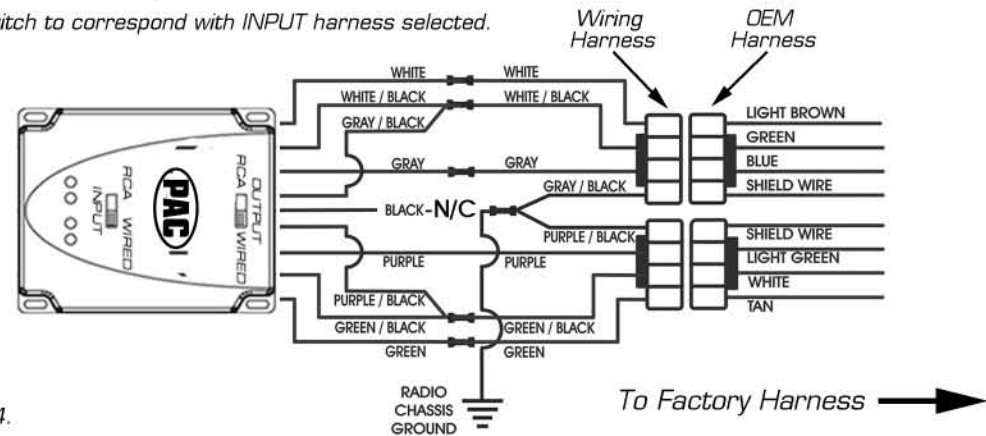 itch to correspond with INPUT harness selected.
Wiring
Harness
OEM
Harness
WHITE
WHITE
WHITE / BLACK
WHITE / BLACK
GRAY / BLACK
GRAY
GRAY
GRAY / BLACK
BLACK-N/C
PURPLE / BLACK
PURPLE
PURPLE
PURPLE / BLACK
GREEN / BLACK
GREEN / BLACK
GREEN
GREEN
RADIO
CHASSIS
GROUND
LIGHT BROWN
GREEN
BLUE
SHIELD WIRE
SHIELD WIRE
LIGHT GREEN
WHITE
TAN
RCA WIRED
INPUT
PAC
OUTPUT
RCA WIRED
4.
To Factory Harness